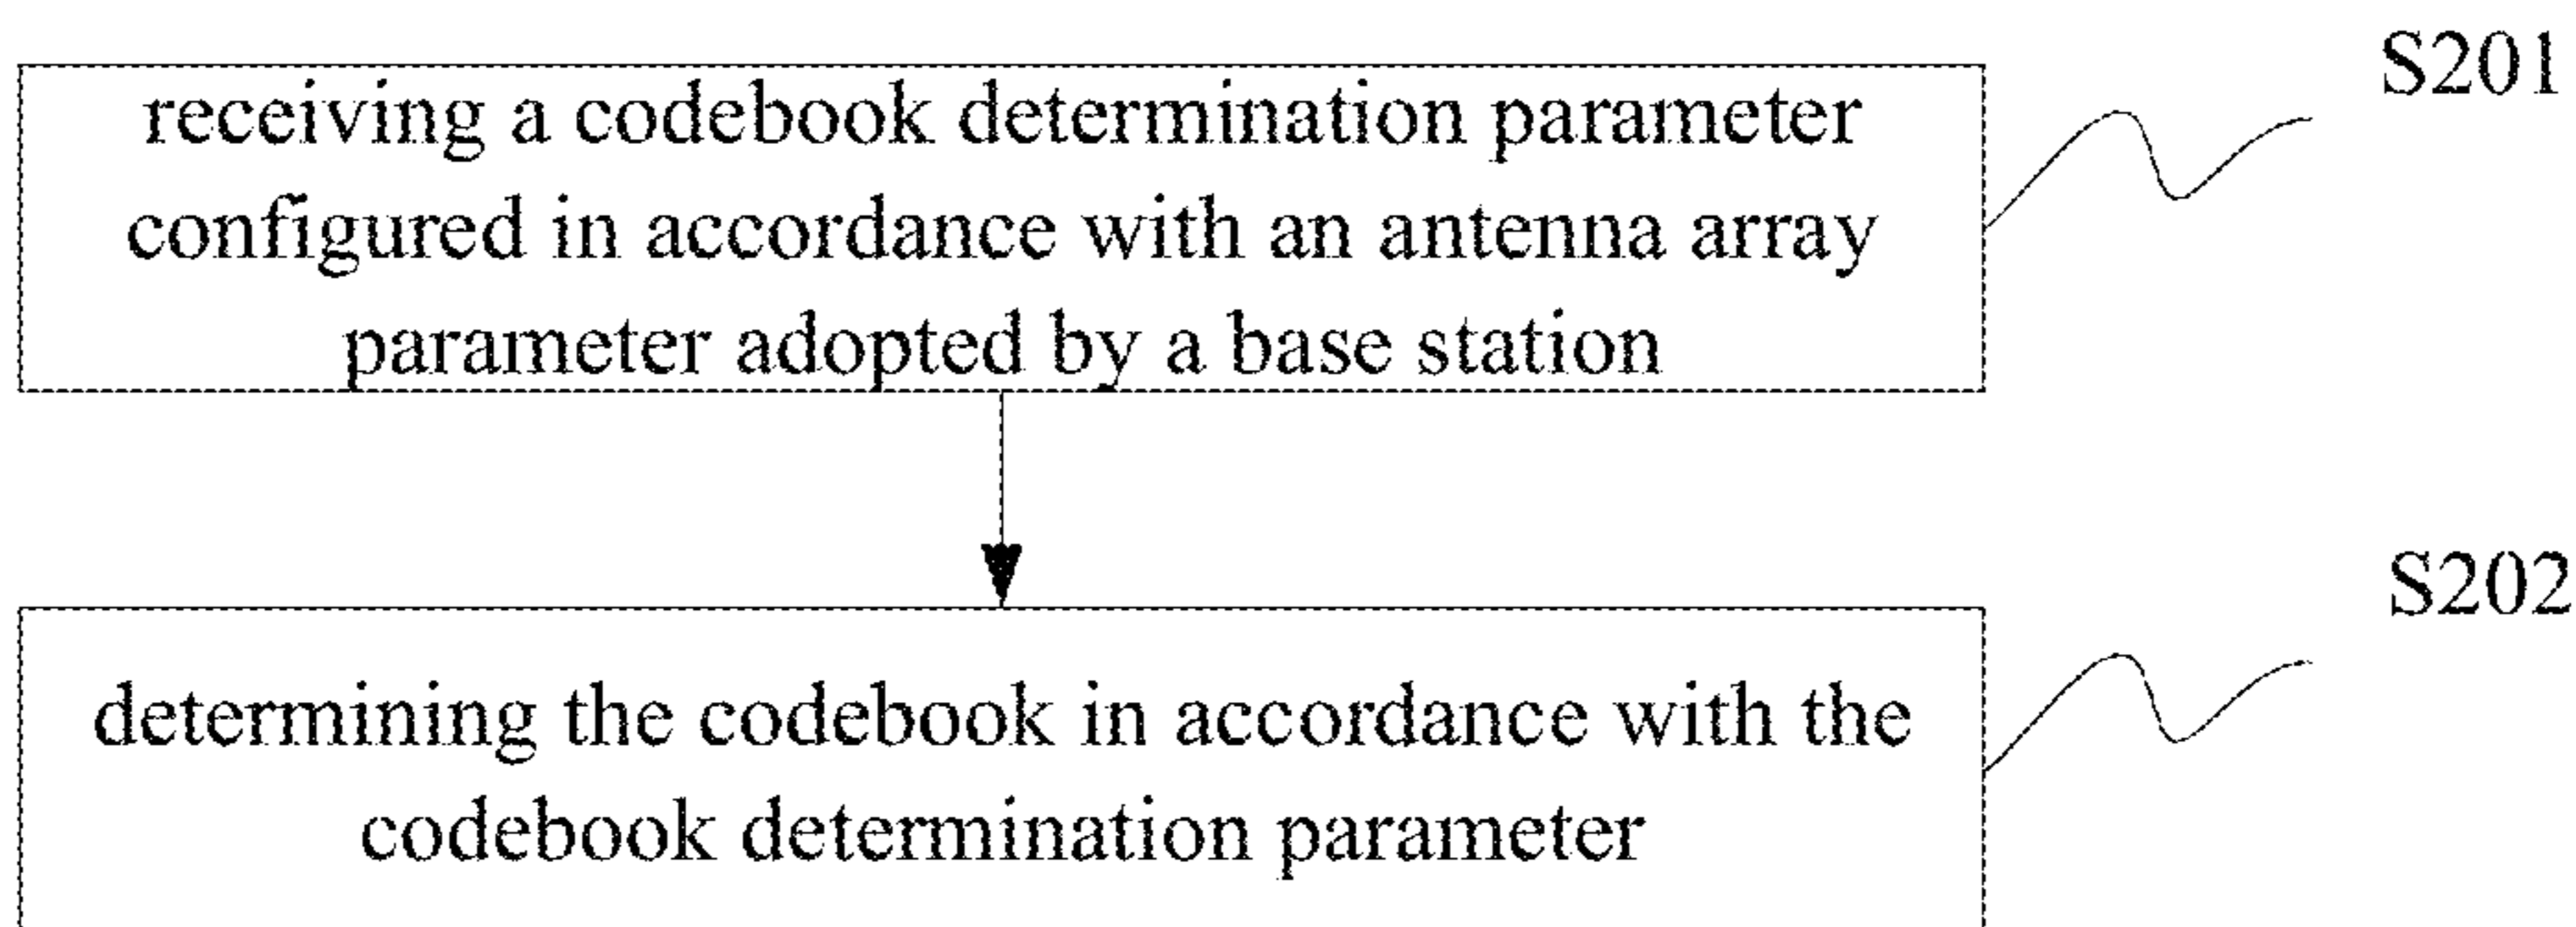 S201
receiving a codebook determination parameter
configured in accordance with an antenna array
parameter adopted by a base station
S202
determining the codebook in accordance with the
codebook determination parameter